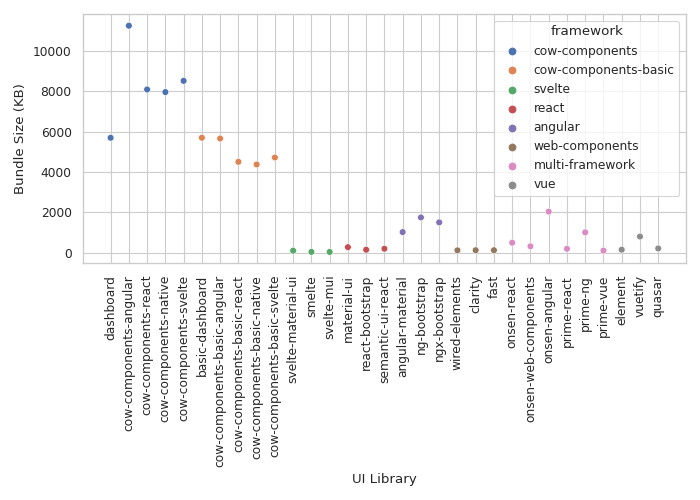 framework
cow-components
cow-components-basic
svelte
react
angular
web-components
multi-framework
vue
10000
8000
6000
4000
2000
0
Bundle Size (KB)
dashboard
cow-components-angular
cow-components-react
cow-components-native
cow-components-svelte
basic-dashboard
cow-components-basic-angular
cow-components-basic-react
cow-components-basic-native
cow-components-basic-svelte
svelte-material-ui
smelte
svelte-mui
material-ui
react-bootstrap
semantic-ui-react
angular-material
ng-bootstrap
ngx-bootstrap
wired-elements
clarity
fast
onsen-react
onsen-web-components
onsen-angular
prime-react
prime-ng
prime-vue
element
vuetify
quasar
UI Library